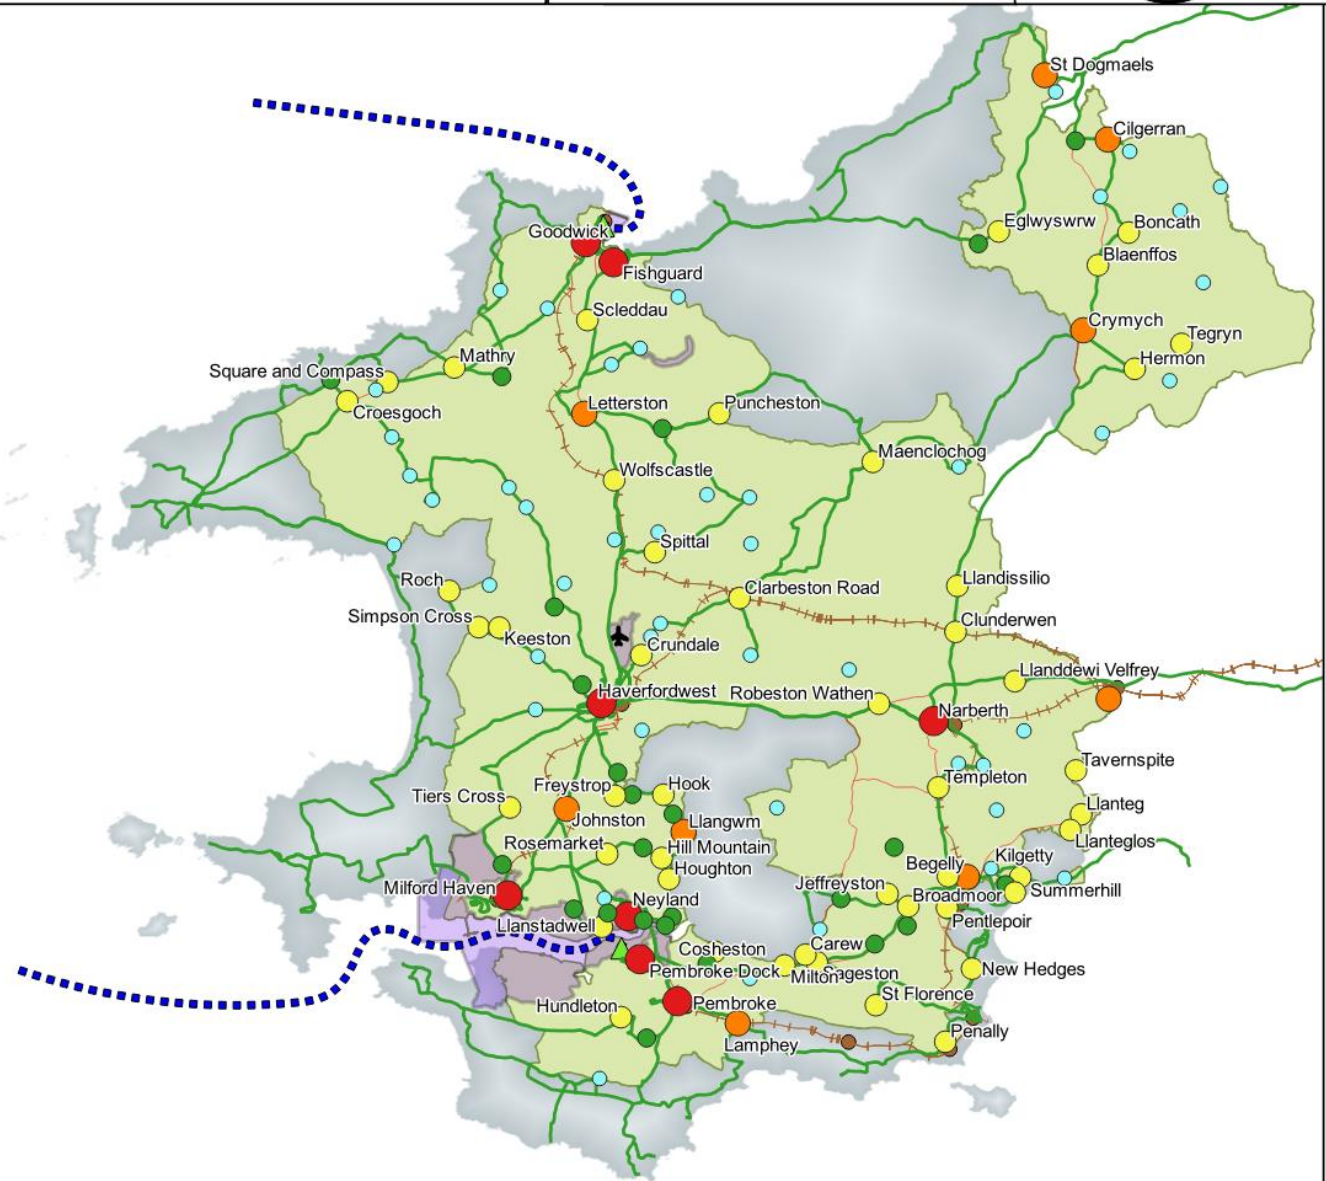 St Dogmaels
Cilgerran
Eglwyswrw
Boncath
Goodwick
Blaenffos
Fishguard
Scleddau
Crymych
Tegryn
Mathry
Hermon
Square and Compass
Letterston
Puncheston
Croesgoch
Maenclochog
Wolfscastle
Spittal
Roch
Clarbeston Road
Llandissilio
Simpson Cross
Clunderwen
Keeston
Crundale
Llanddewi Velfrey
Haverfordwest
Robeston Wathen
Narberth
Tavernspite
Templeton
Freystrop
Hook
Tiers Cross
Llanteg
Johnston
Llangwm
Llanteglos
Rosemarket
Hill Mountain
Kilgetty
Begelly
Houghton
Jeffreyston
Milford Haven
Summerhill
Broadmoor
Neyland
Llanstadwell
Pentlepoir
Carew
Cosheston
Pembroke Dock
Milton
Sageston
New Hedges
St Florence
Hundleton
Pembroke
Penally
Lamphey